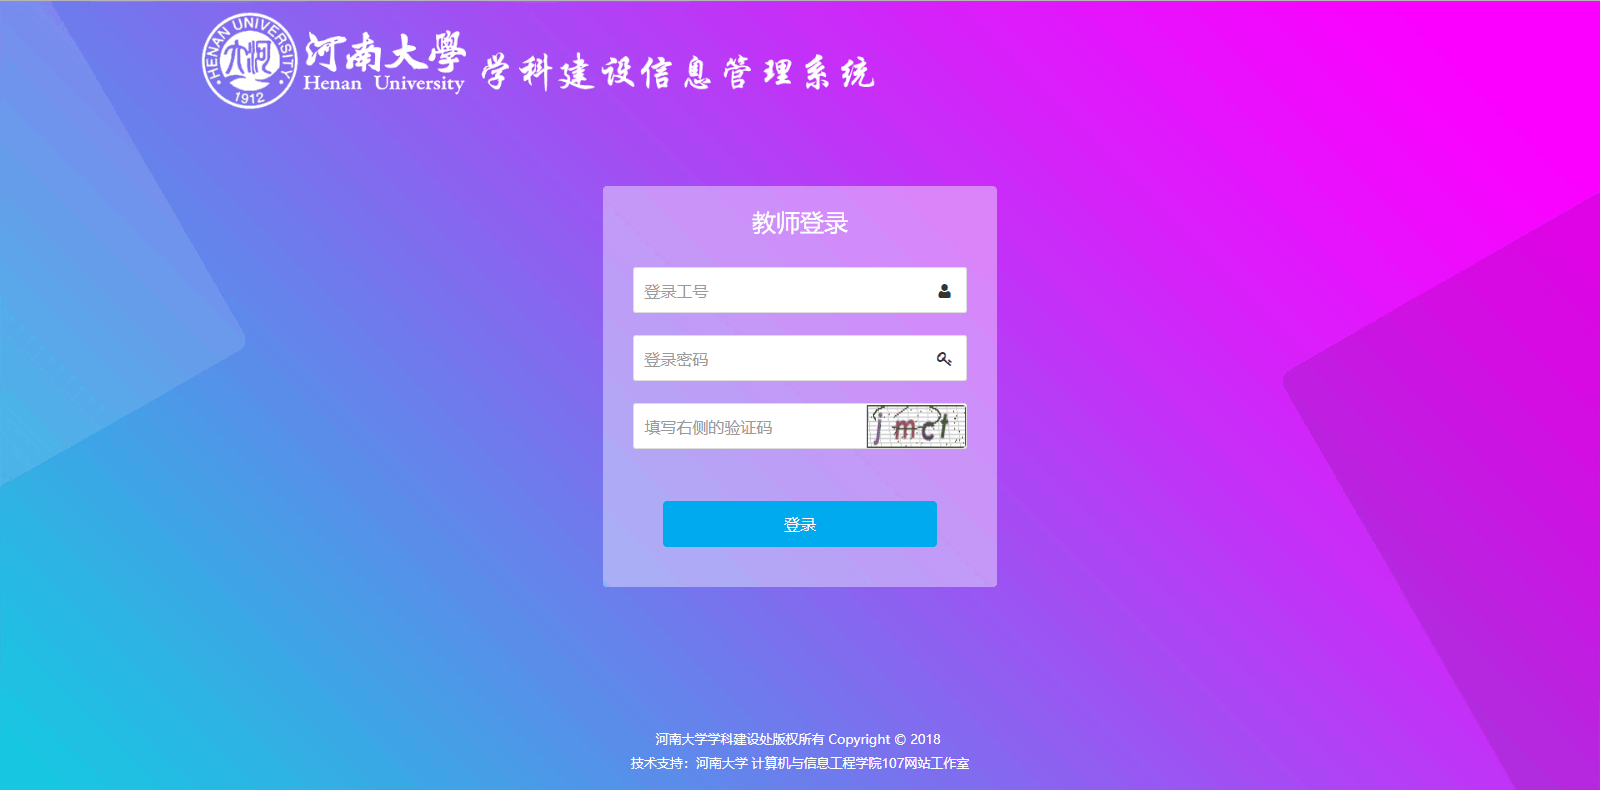 HENAN UNIVERSITY
1912
河南大學
Henan University
学科建设信息管理系统
教师登录
登录工号
登录密码
填写右侧的验证码
jmct
登录
河南大学学科建设处版权所有 Copyright © 2018
技术支持：河南大学 计算机与信息工程学院107网站工作室